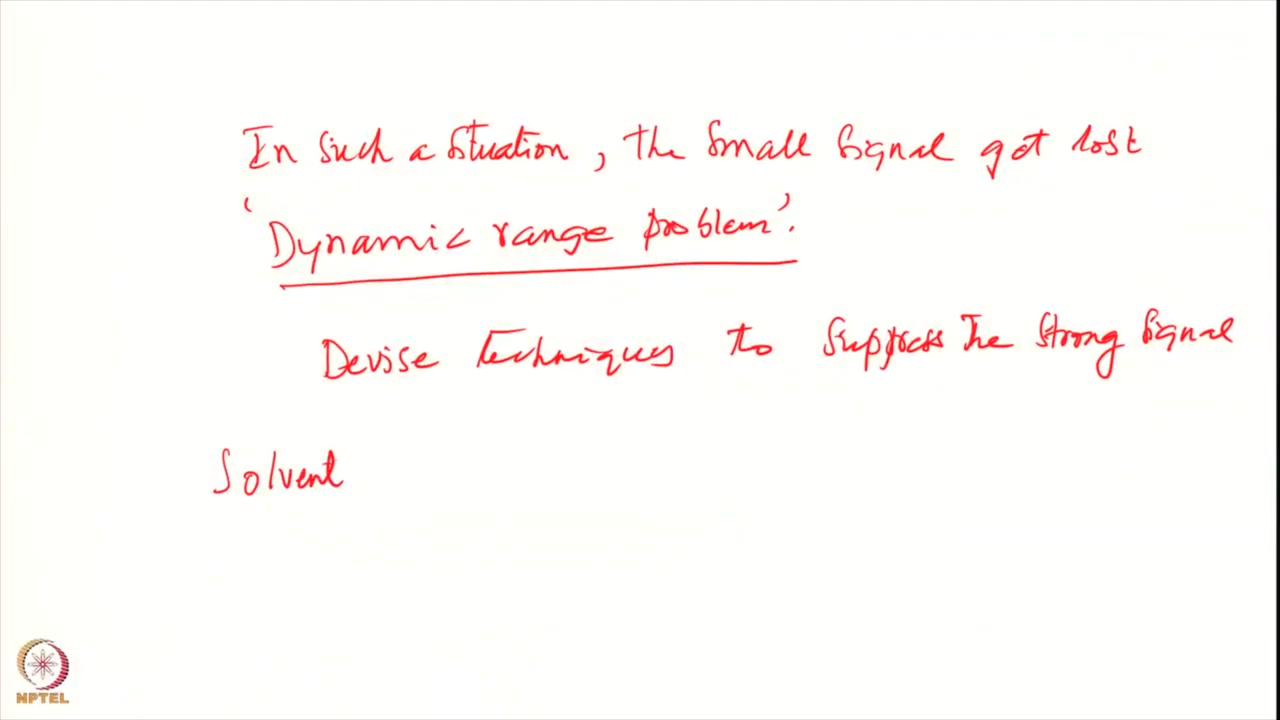 In such a situation, the small signal got lost
'Dynamic range problem'.
Devise techniques to suppress the strong signal
Solvent
NPTEL